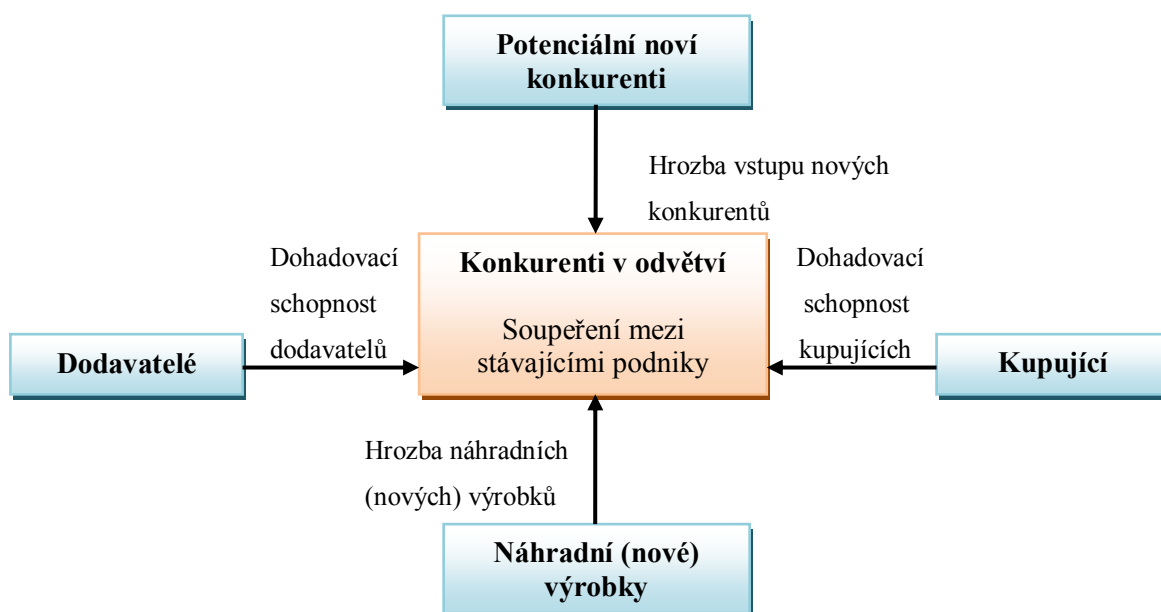 Potenciální noví
konkurenti
Hrozba vstupu nových
konkurentů
Dohadovací
schopnost
dodavatelů
Dodavatelé
Konkurenti v odvětví
Soupeření mezi
stávajícími podniky
Dohadovací
schopnost
kupujících
Kupující
Hrozba náhradních
(nových) výrobků
Náhradní (nové)
výrobky